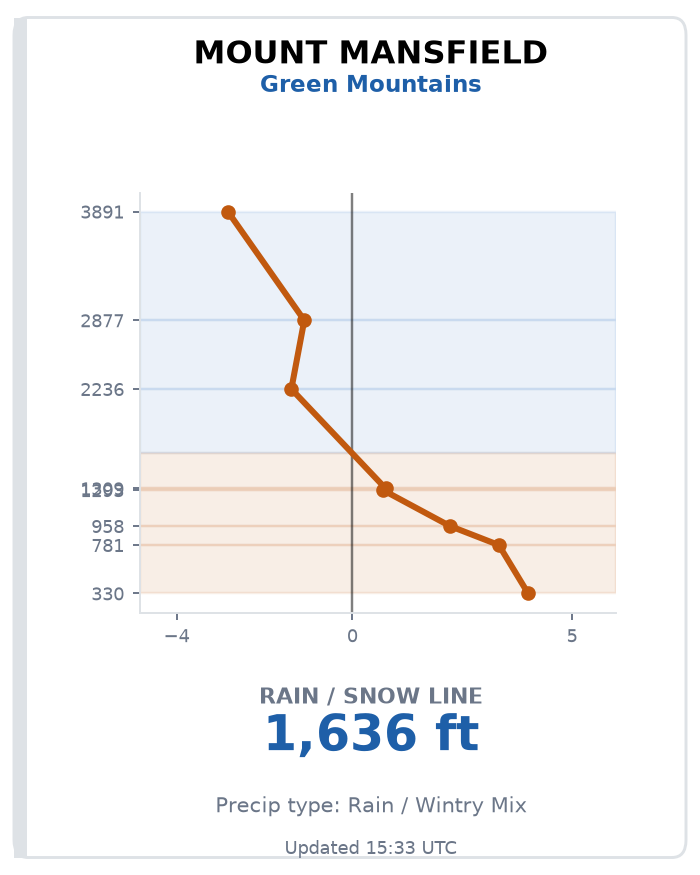 MOUNT MANSFIELD
Green Mountains
3891
2877
2236
958
781
330
−4 0 5
RAIN / SNOW LINE
1,636 ft
Precip type: Rain / Wintry Mix
Updated 15:33 UTC